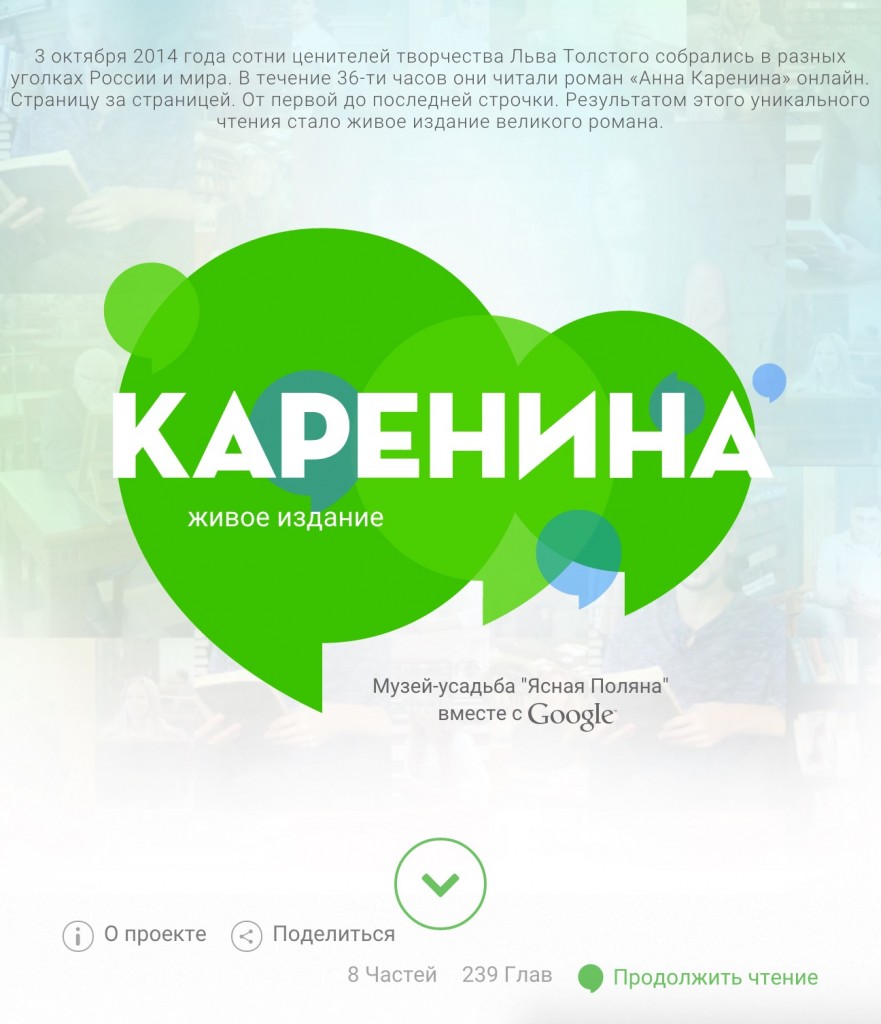 3 октября 2014 года сотни ценителей творчества Льва Толстого собрались в разных
уголках России и мира. В течение 36-ти часов они читали роман «Анна Каренина» онлайн.
Страницу за страницей. От первой до последней строчки. Результатом этого уникального
чтения стало живое издание великого романа.
КАРЕНИНА
живое издание
Музей-усадьба "Ясная Поляна"
вместе с Google
О проекте Поделиться
8 Частей 239 Глав Продолжить чтение